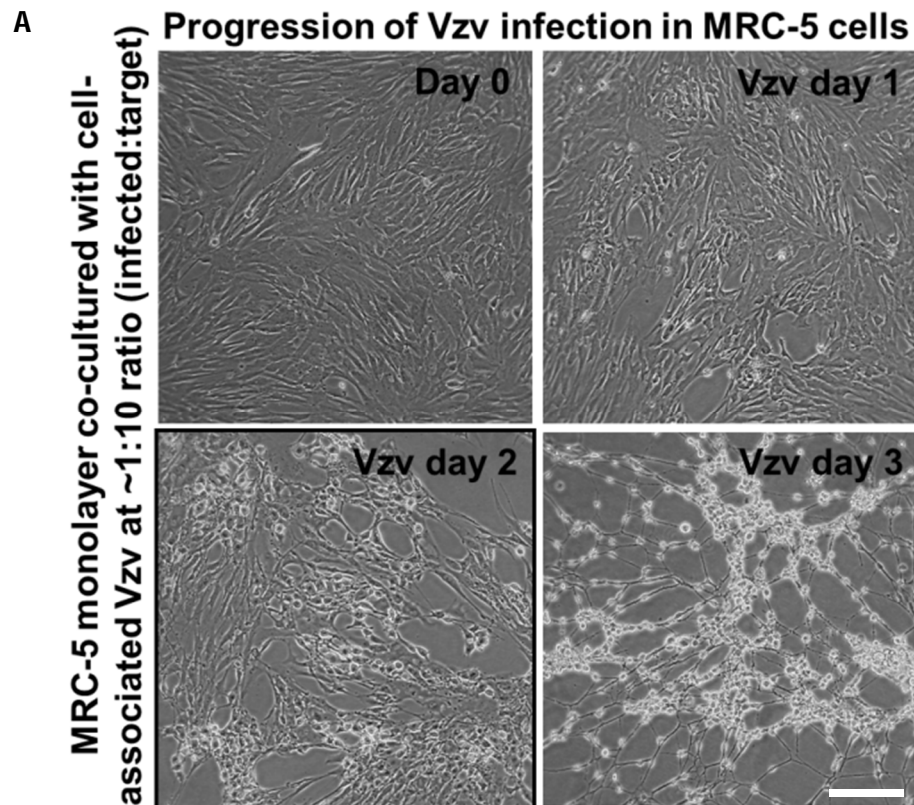 A
Progression of Vzv infection in MRC-5 cells
MRC-5 monolayer co-cultured with cell-
associated Vzv at ~1:10 ratio (infected:target)
Day 0
Vzv day 1
Vzv day 2
Vzv day 3